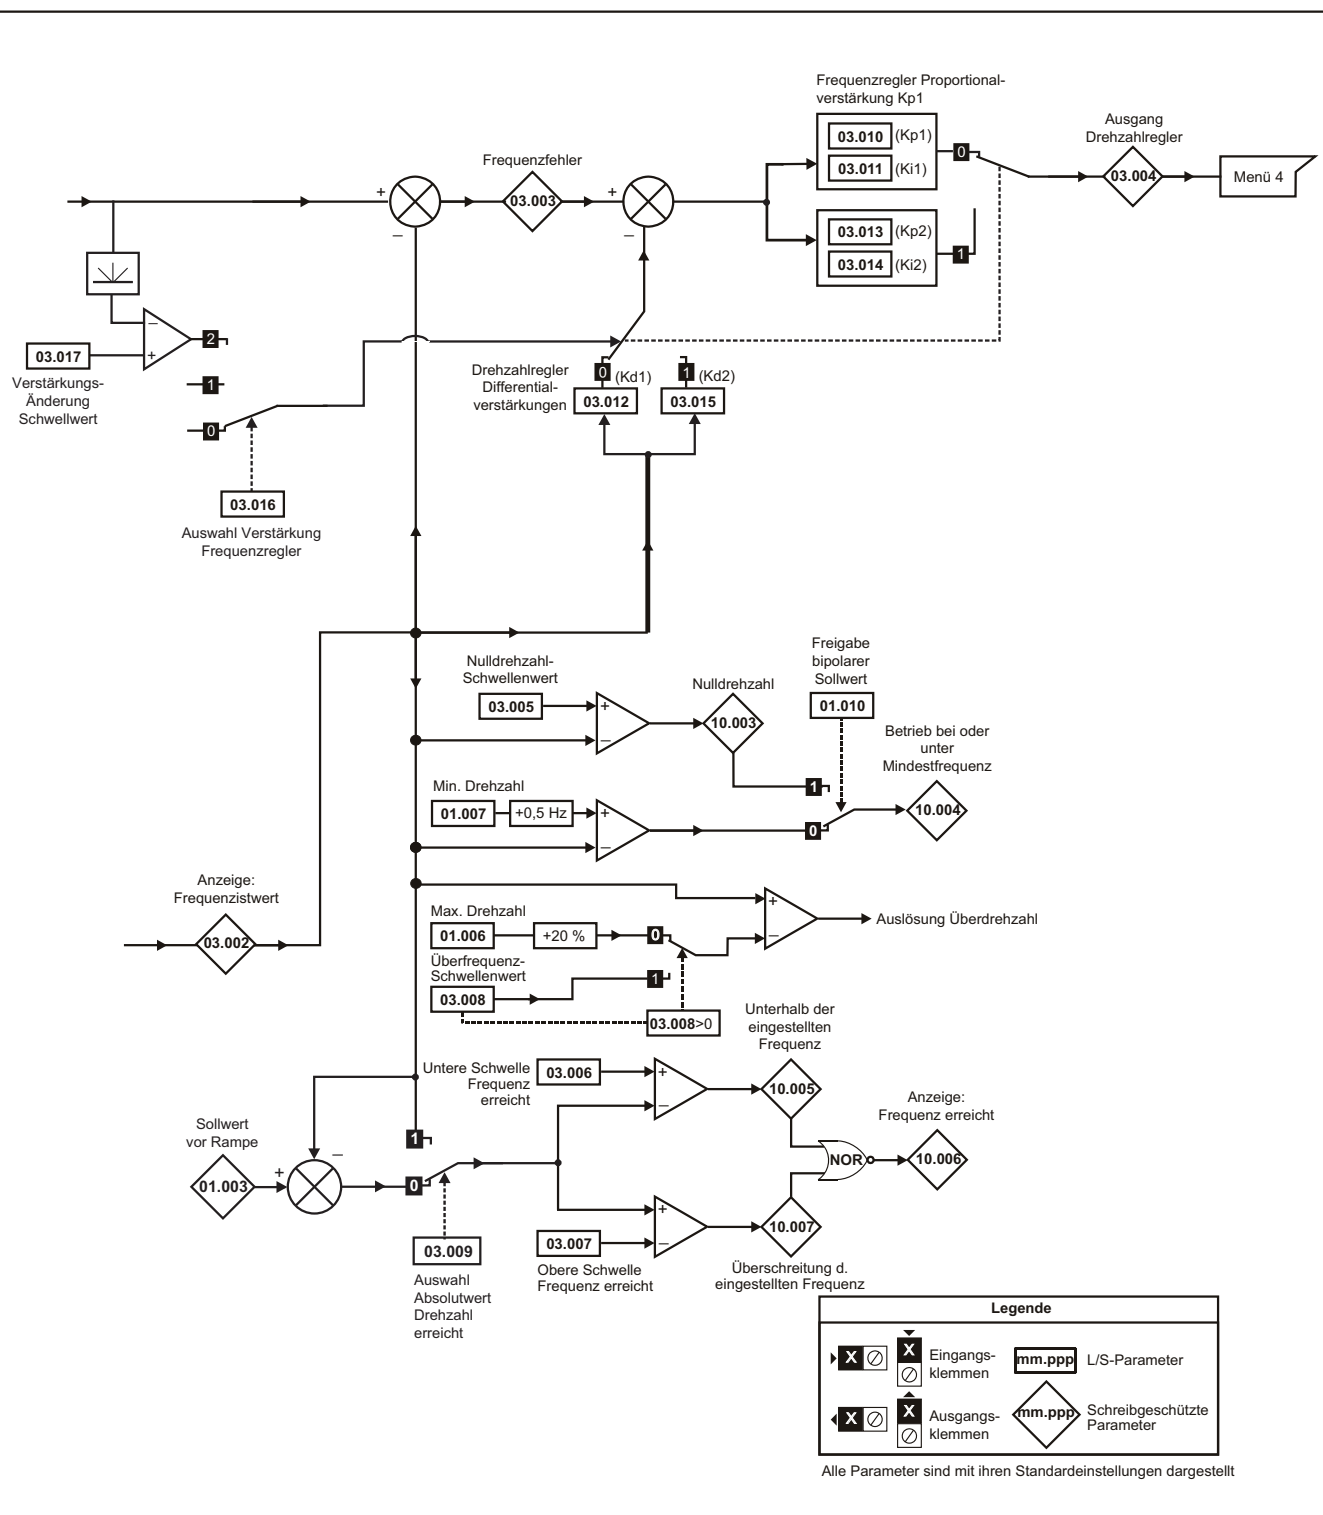 Frequenzregler Proportional-
verstärkung Kp1
03.010 (Kp1)
03.011 (Ki1)
0
03.013 (Kp2)
03.014 (Ki2)
1
Ausgang
Drehzahlregler
03.004
Menü 4
Frequenzfehler
03.003
+
–
+
–
–
+
03.017
Verstärkungs-
Änderung
Schwellwert
2
1
0
03.016
Auswahl Verstärkung
Frequenzregler
Drehzahlregler
Differential-
verstärkungen
0 (Kd1)
03.012
1 (Kd2)
03.015
Nulldrehzahl-
Schwellenwert
03.005
+
–
Nulldrehzahl
10.003
Freigabe
bipolarer
Sollwert
01.010
1
0
Betrieb bei oder
unter
Mindestfrequenz
10.004
Min. Drehzahl
01.007
+0,5 Hz
+
–
Anzeige:
Frequenzistwert
03.002
Max. Drehzahl
01.006
+20 %
0
Überfrequenz-
Schwellenwert
03.008
1
03.008>0
+
–
Auslösung Überdrehzahl
Untere Schwelle
Frequenz
erreicht
03.006
+
–
Unterhalb der
eingestellten
Frequenz
10.005
Anzeige:
Frequenz erreicht
NOR
10.006
Sollwert
vor Rampe
01.003
+
–
1
0
03.009
Auswahl
Absolutwert
Drehzahl
erreicht
03.007
Obere Schwelle
Frequenz erreicht
+
–
10.007
Überschreitung d.
eingestellten Frequenz
Legende
X
X
Eingangs-
klemmen
mm.ppp
L/S-Parameter
X
X
Ausgangs-
klemmen
mm.ppp
Schreibgeschützte
Parameter
Alle Parameter sind mit ihren Standardeinstellungen dargestellt